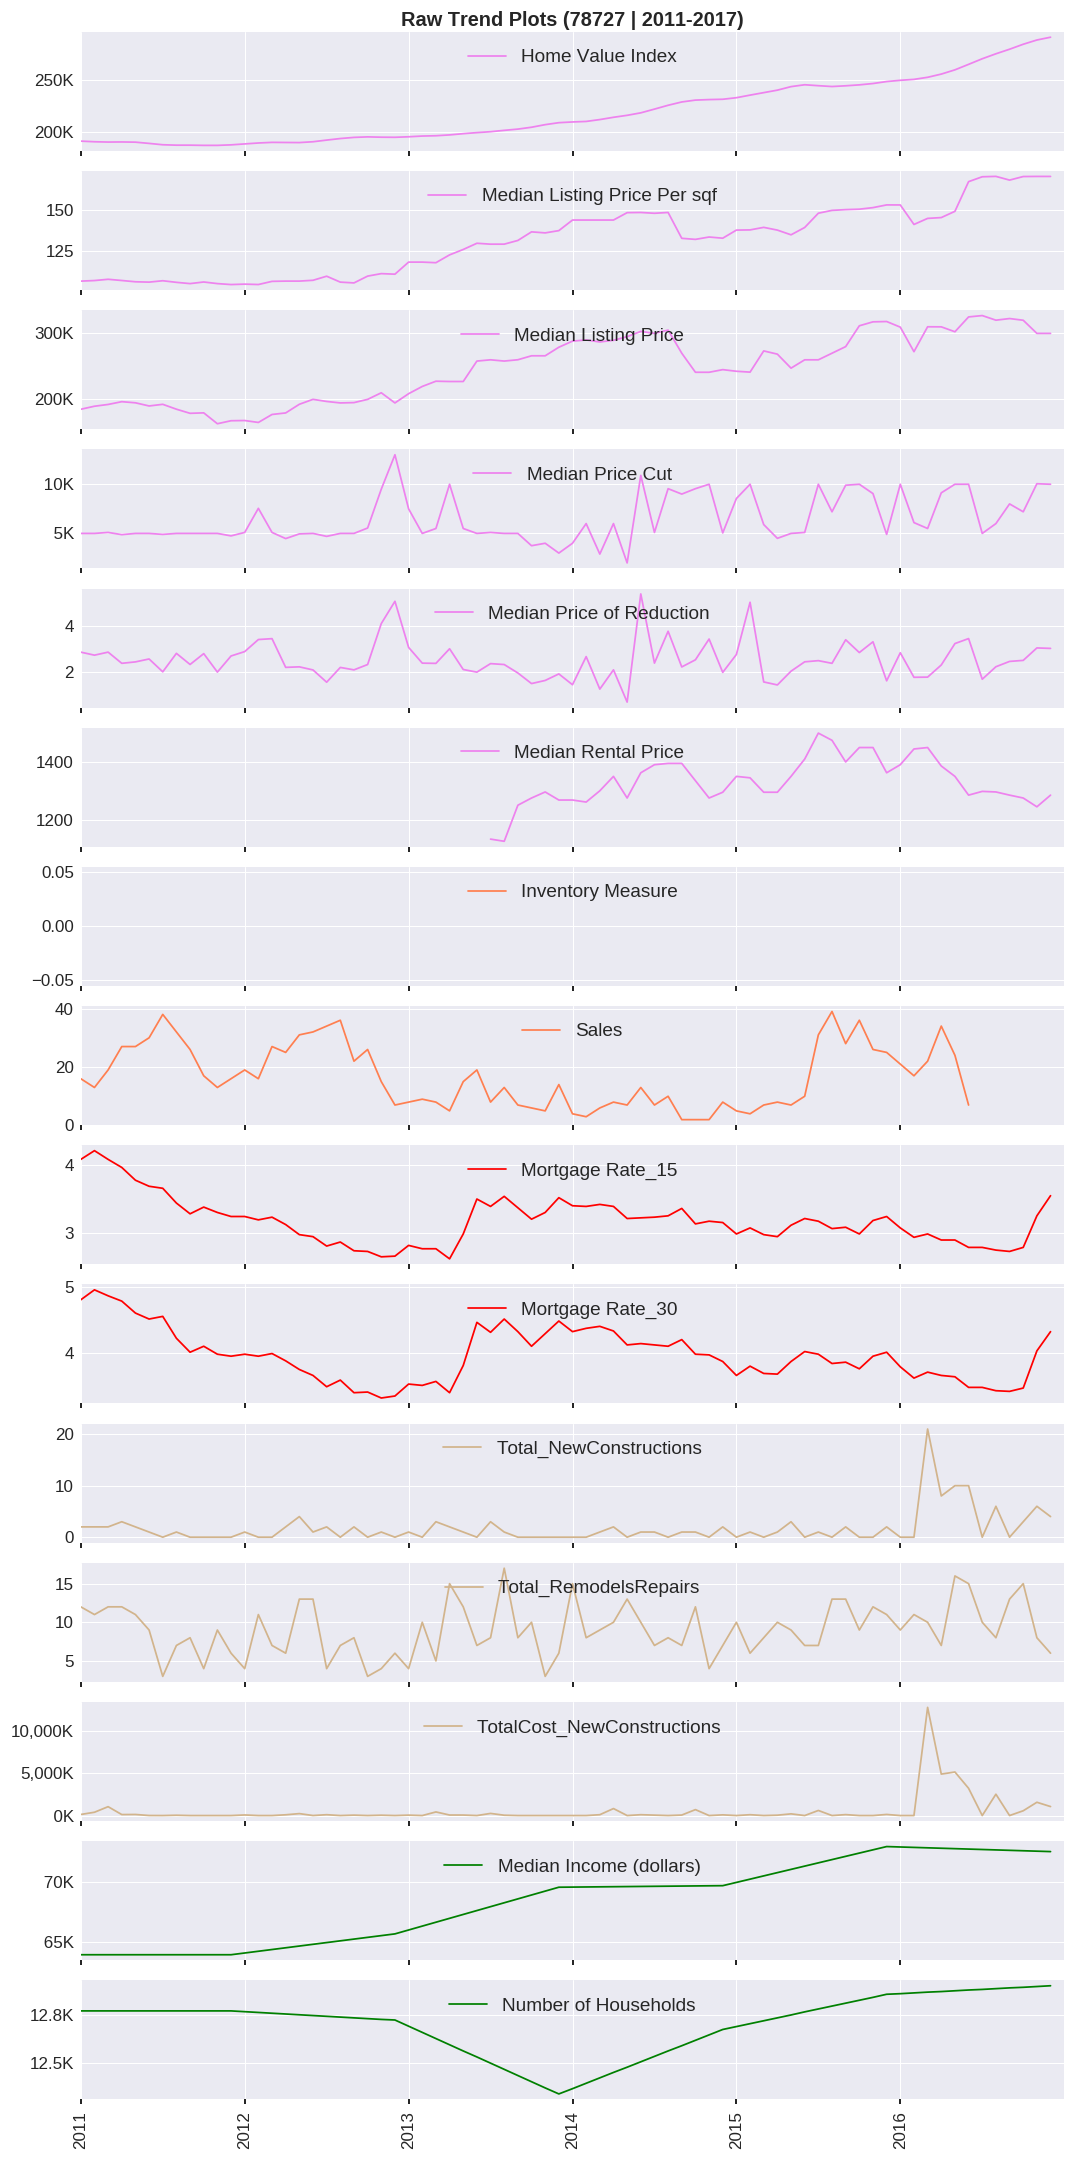 Raw Trend Plots (78727 | 2011-2017)
Home Value Index
250K
200K
Median Listing Price Per sqf
150
125
Median Listing Price
300K
200K
Median Price Cut
10K
5K
Median Price of Reduction
4
2
Median Rental Price
1400
1200
0.05
Inventory Measure
0.00
−0.05
40
Sales
20
0
4
Mortgage Rate_15
3
5
Mortgage Rate_30
4
20
Total_NewConstructions
10
0
15
Total_RemodelsRepairs
10
5
TotalCost_NewConstructions
10,000K
5,000K
0K
Median Income (dollars)
70K
65K
Number of Households
12.8K
12.5K
2011
2012
2013
2014
2015
2016